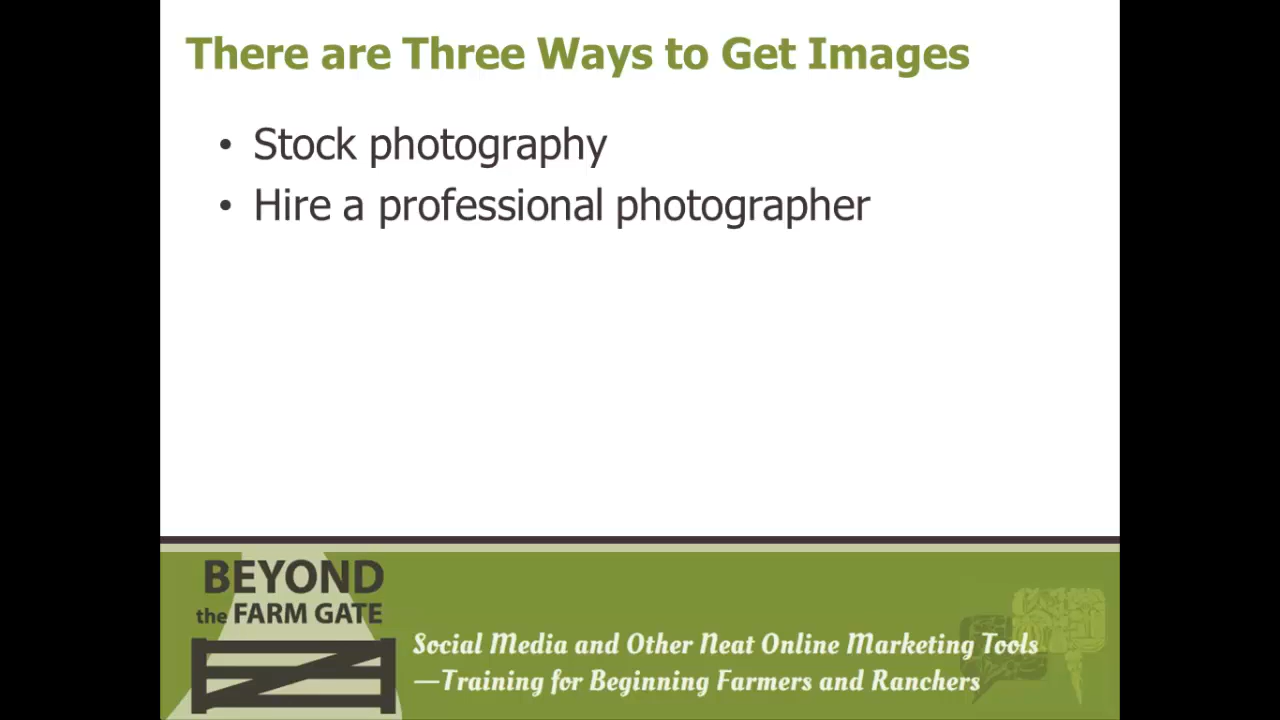 There are Three Ways to Get Images
• Stock photography
• Hire a professional photographer
BEYOND
the FARM GATE
Social Media and Other Neat Online Marketing Tools
—Training for Beginning Farmers and Ranchers